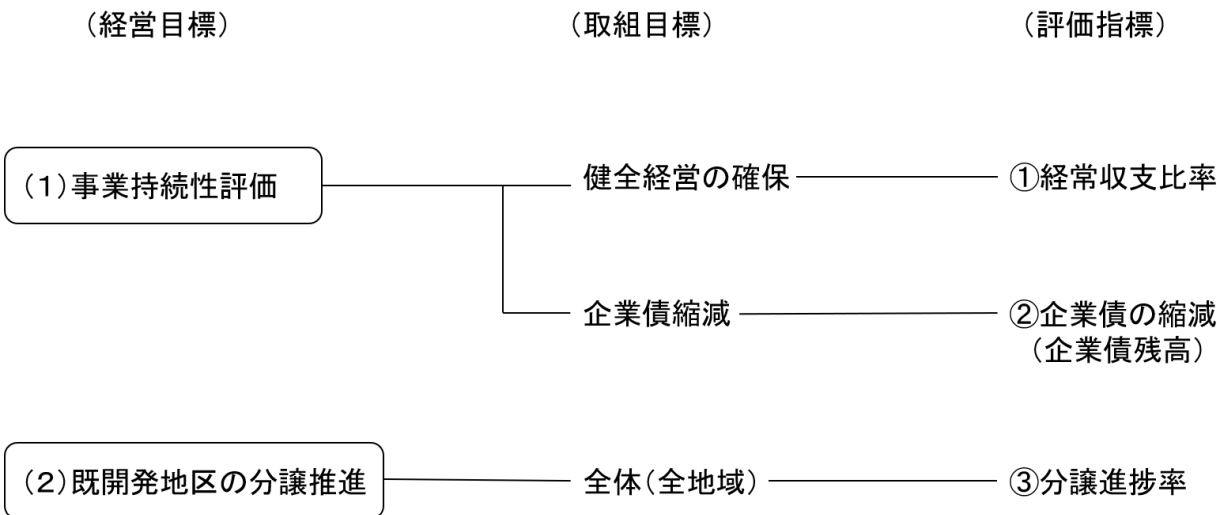 （経営目標）
（取組目標）
（評価指標）
（１）事業持続性評価
健全経営の確保
①経常収支比率
企業債縮減
②企業債の縮減
（企業債残高）
（２）既開発地区の分譲推進
全体（全地域）
③分譲進捗率